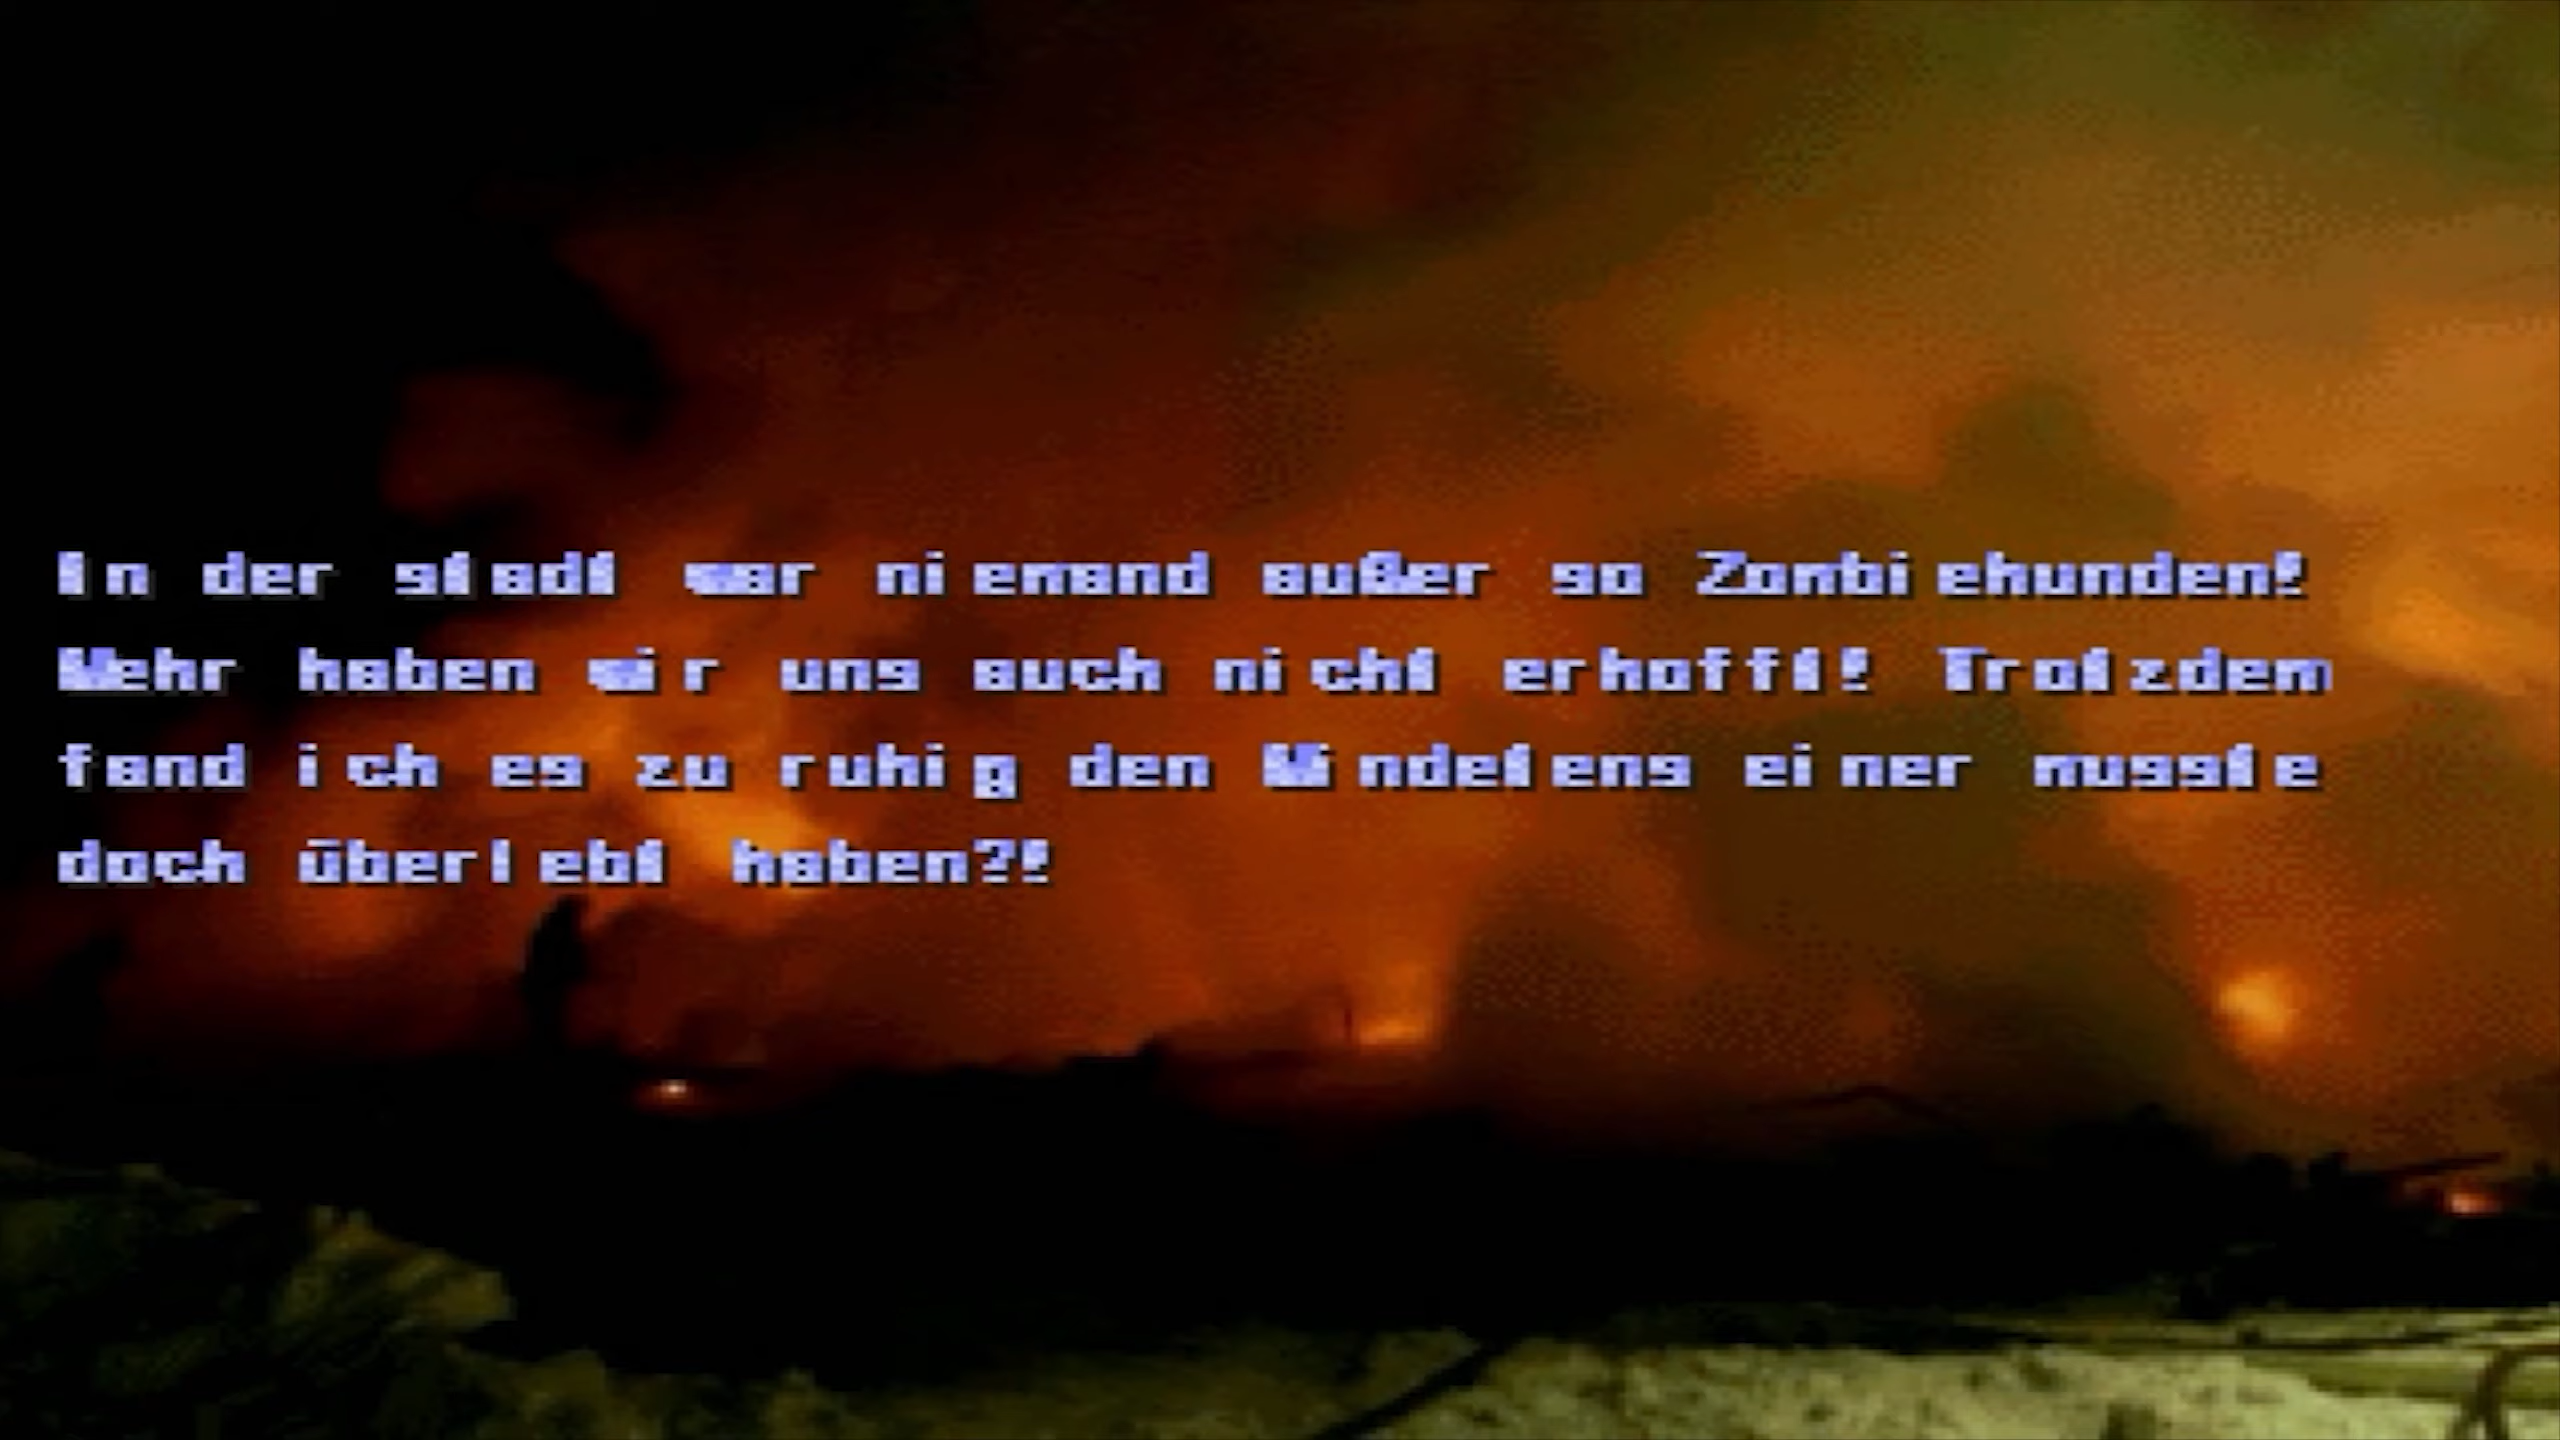 In der stadt war niemand außer so Zombiehunden!
Mehr haben wir uns auch nicht erhofft! Trotzdem
fand ich es zu ruhig den Mindetens einer musste
doch überlebt haben?!